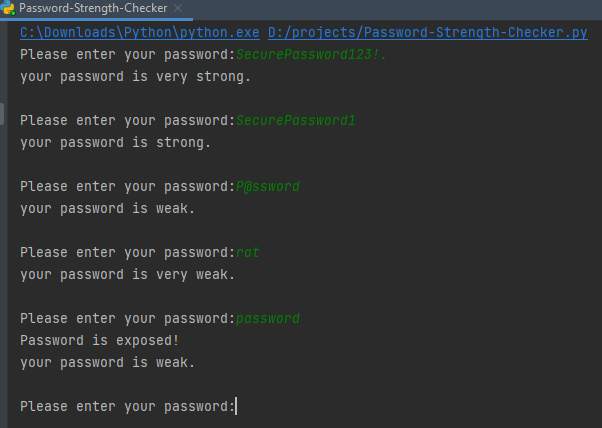 Password-Strength-Checker
C:\Downloads\Python\python.exe D:/projects/Password-Strength-Checker.py
Please enter your password:SecurePassword123!.
your password is very strong.
Please enter your password:SecurePassword1
your password is strong.
Please enter your password:P@ssword
your password is weak.
Please enter your password:rat
your password is very weak.
Please enter your password:password
Password is exposed!
your password is weak.
Please enter your password: